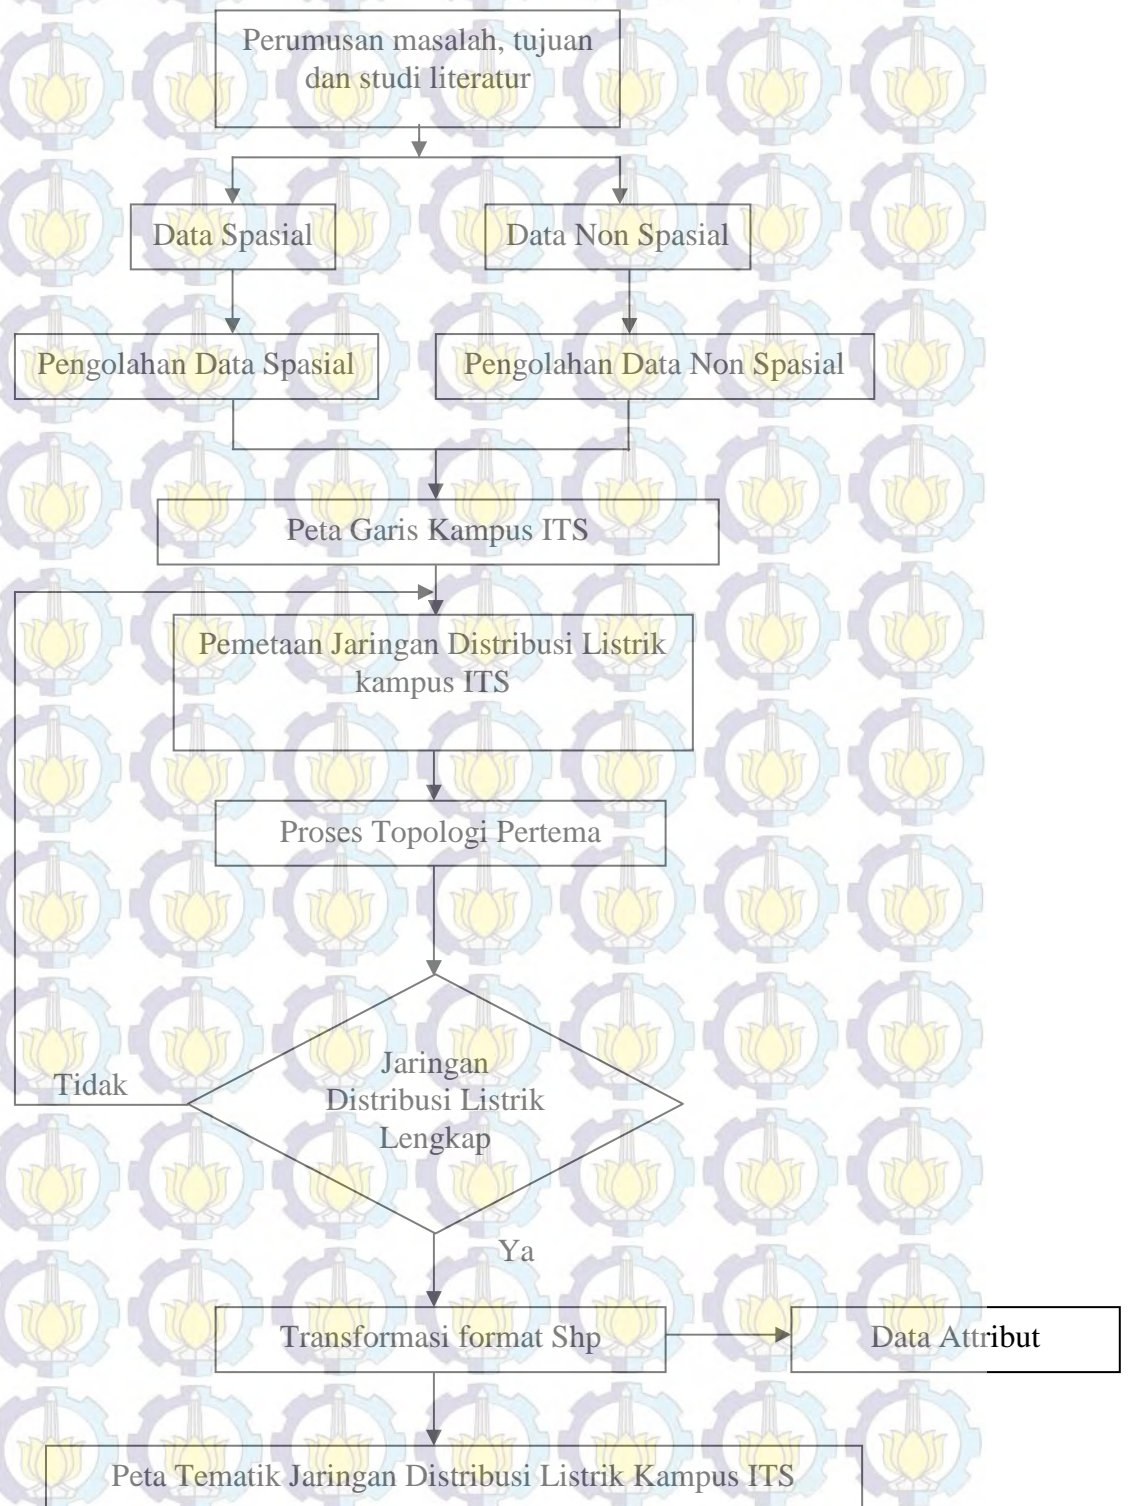 Perumusan masalah, tujuan
dan studi literatur
Data Spasial
Data Non Spasial
Pengolahan Data Spasial
Pengolahan Data Non Spasial
Peta Garis Kampus ITS
Pemetaan Jaringan Distribusi Listrik
kampus ITS
Proses Topologi Pertema
Jaringan
Distribusi Listrik
Lengkap
Tidak
Ya
Transformasi format Shp
Data Attribut
Peta Tematik Jaringan Distribusi Listrik Kampus ITS